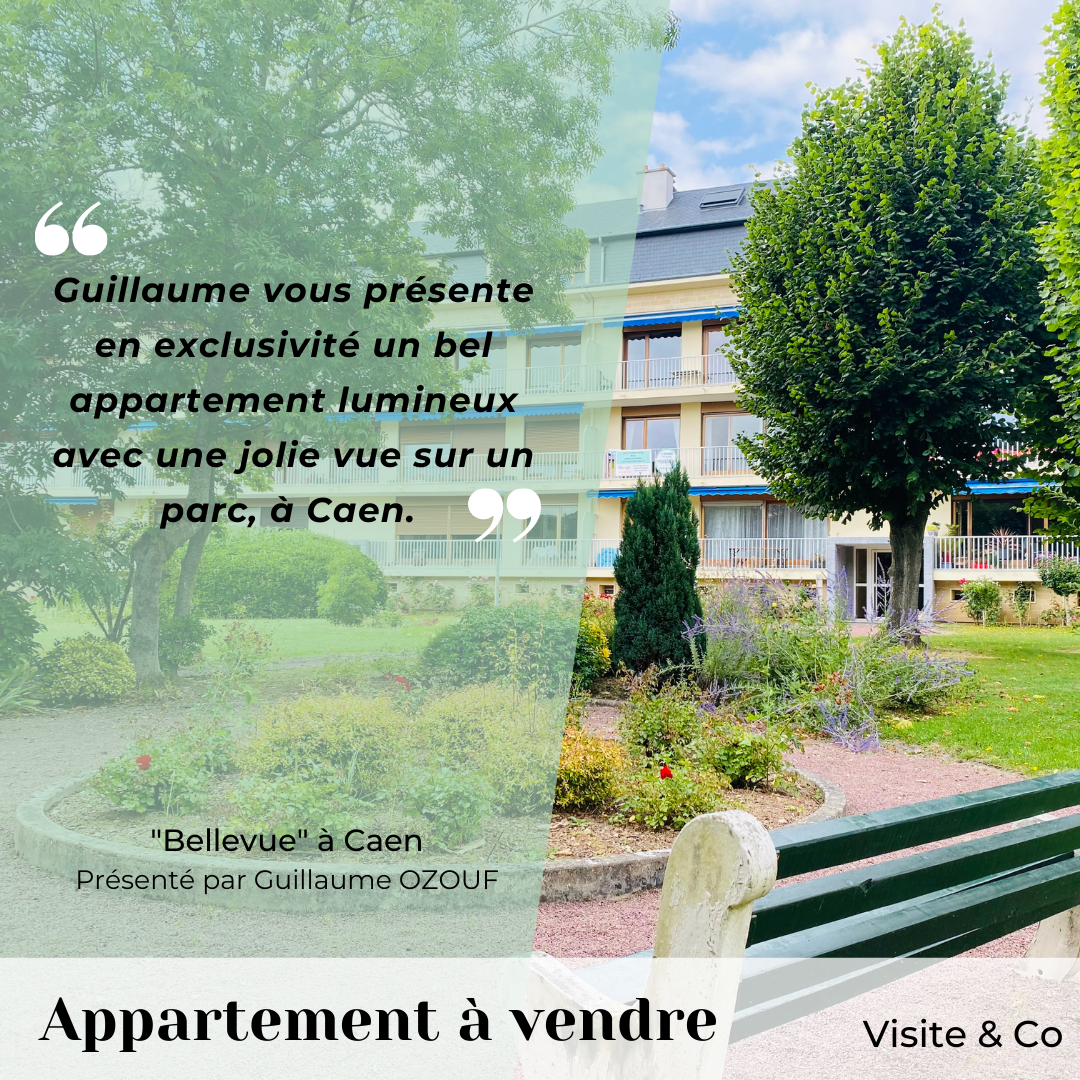 “
Guillaume vous présente
en exclusivité un bel
appartement lumineux
avec une jolie vue sur un
parc, à Caen.”
"Bellevue" à Caen
Présenté par Guillaume OZOUF
Appartement à vendre
Visite & Co